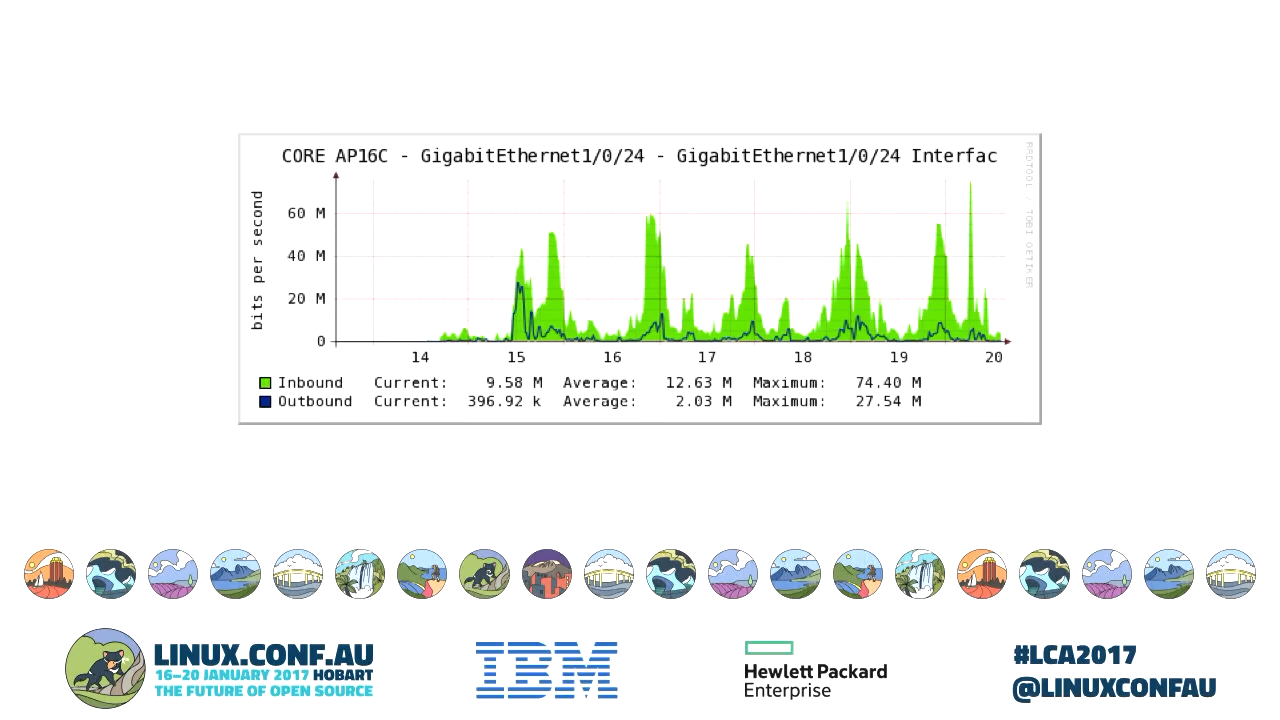 CORE AP16C - GigabitEthernet1/0/24 - GigabitEthernet1/0/24 Interfac
RRDTOOL / TOBI OETIKER
bits per second
60 M
40 M
20 M
0
14 15 16 17 18 19 20
Inbound Current: 9.58 M Average: 12.63 M Maximum: 74.40 M
Outbound Current: 396.92 k Average: 2.03 M Maximum: 27.54 M
LINUX.CONF.AU
16–20 JANUARY 2017 HOBART
THE FUTURE OF OPEN SOURCE
IBM
Hewlett Packard
Enterprise
#LCA2017
@LINUXCONFAU